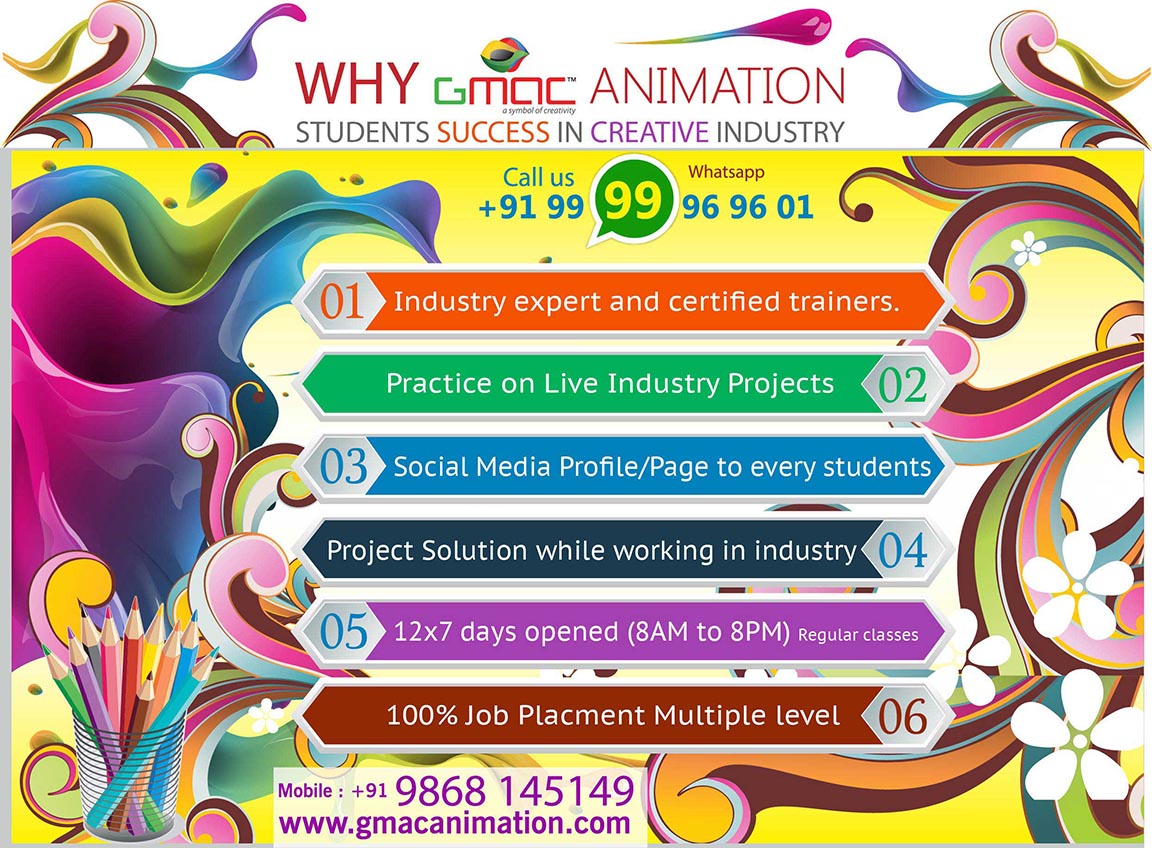 WHY GMAC™ ANIMATION
a symbol of creativity
STUDENTS SUCCESS IN CREATIVE INDUSTRY
Call us Whatsapp
+91 99 99 96 96 01
01 Industry expert and certified trainers.
Practice on Live Industry Projects 02
03 Social Media Profile/Page to every students
Project Solution while working in industry 04
05 12x7 days opened (8AM to 8PM) Regular classes
100% Job Placment Multiple level 06
Mobile : +91 9868 145149
www.gmacanimation.com